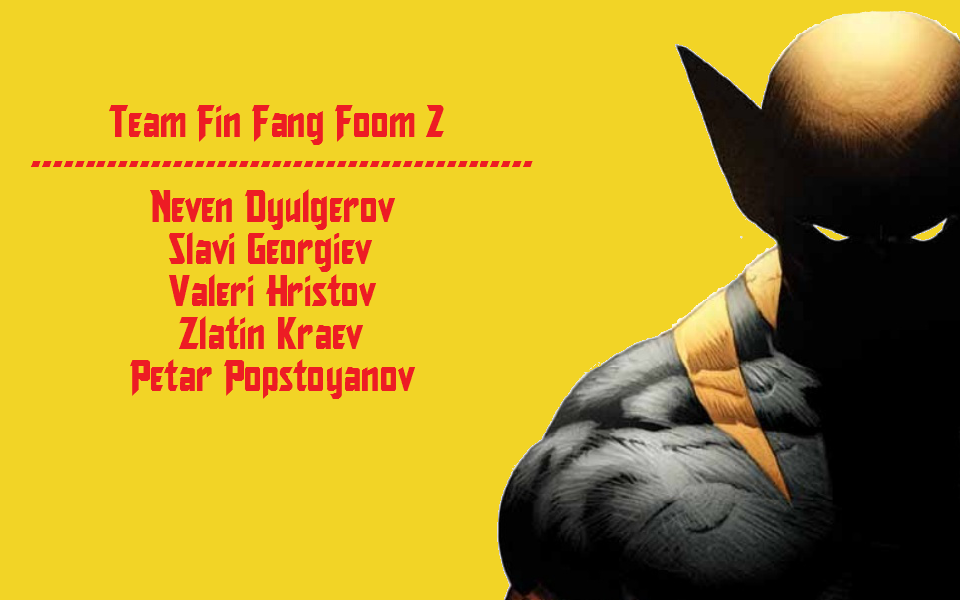 Team Fin Fang Foom 2
--------------------------------------------
Neven Dyulgerov
Slavi Georgiev
Valeri Hristov
Zlatin Kraev
Petar Popstoyanov